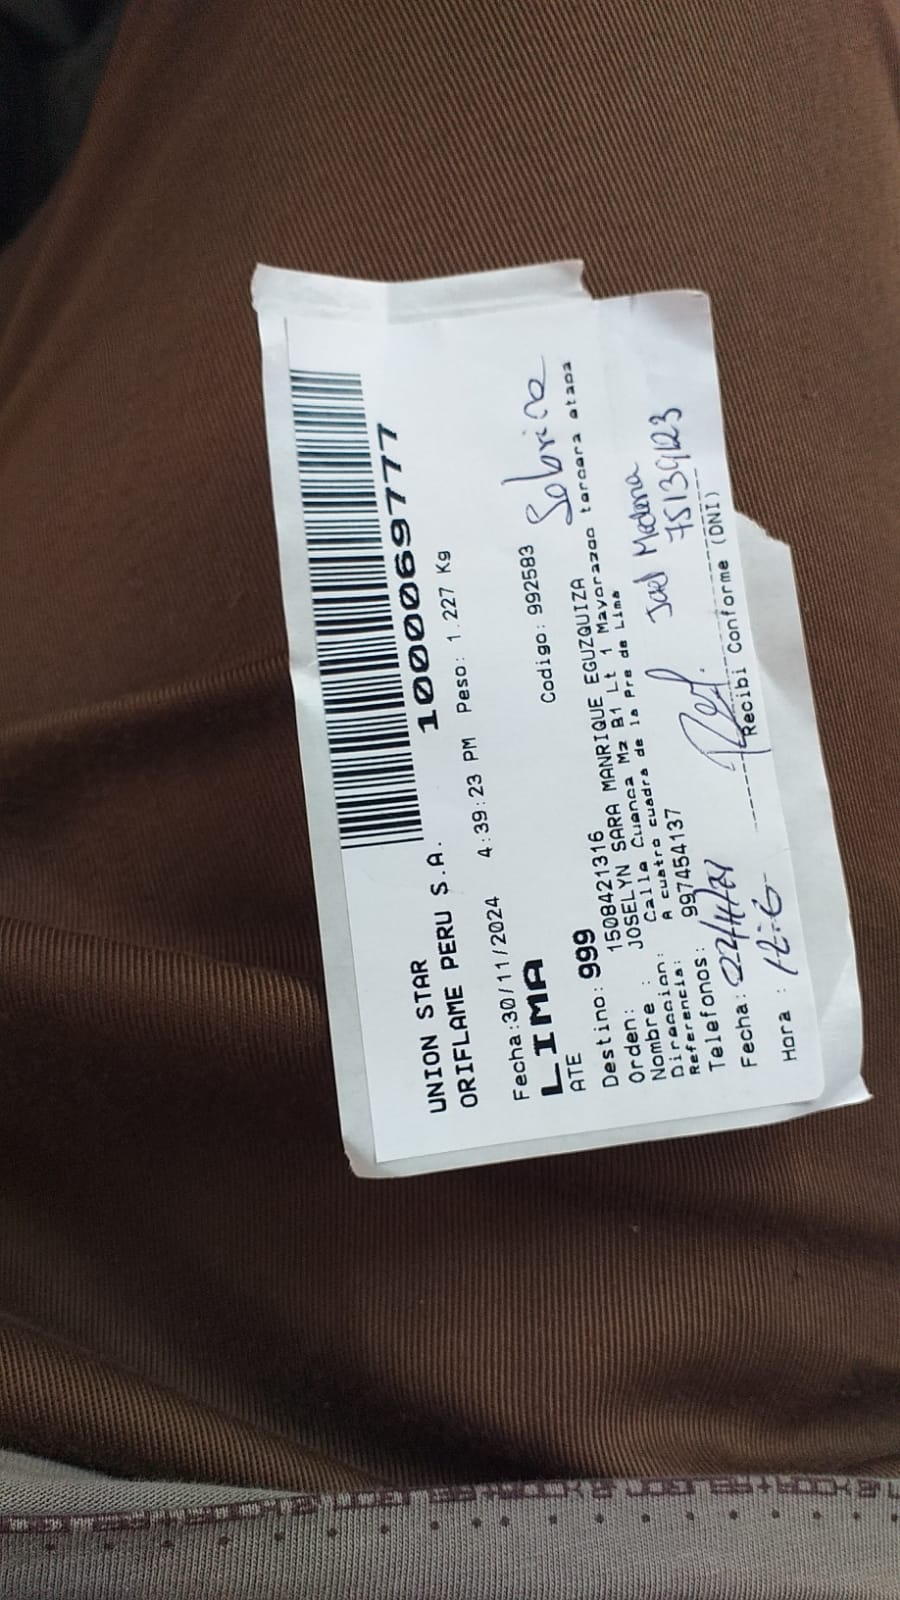 1000069777
UNION STAR
ORIFLAME PERU S.A.
Fecha:30/11/2024 4:39:23 PM Peso: 1.227 Kg
LIMA
ATE Codigo: 992583
Destino: 999 Sobrina
Orden: 1508421316
Nombre : JOSELYN SARA MANRIQUE EGUZQUIZA
Direccion: Calla Cuenca Mz B1 Lt 1 Mayorazgo tercera etapa
Referencia: A cuatro cuadra de la Pre de Lima
Telefonos: 997454137
Jael Medina
75139123
Fecha:
Recibi Conforme (DNI)
Hora :